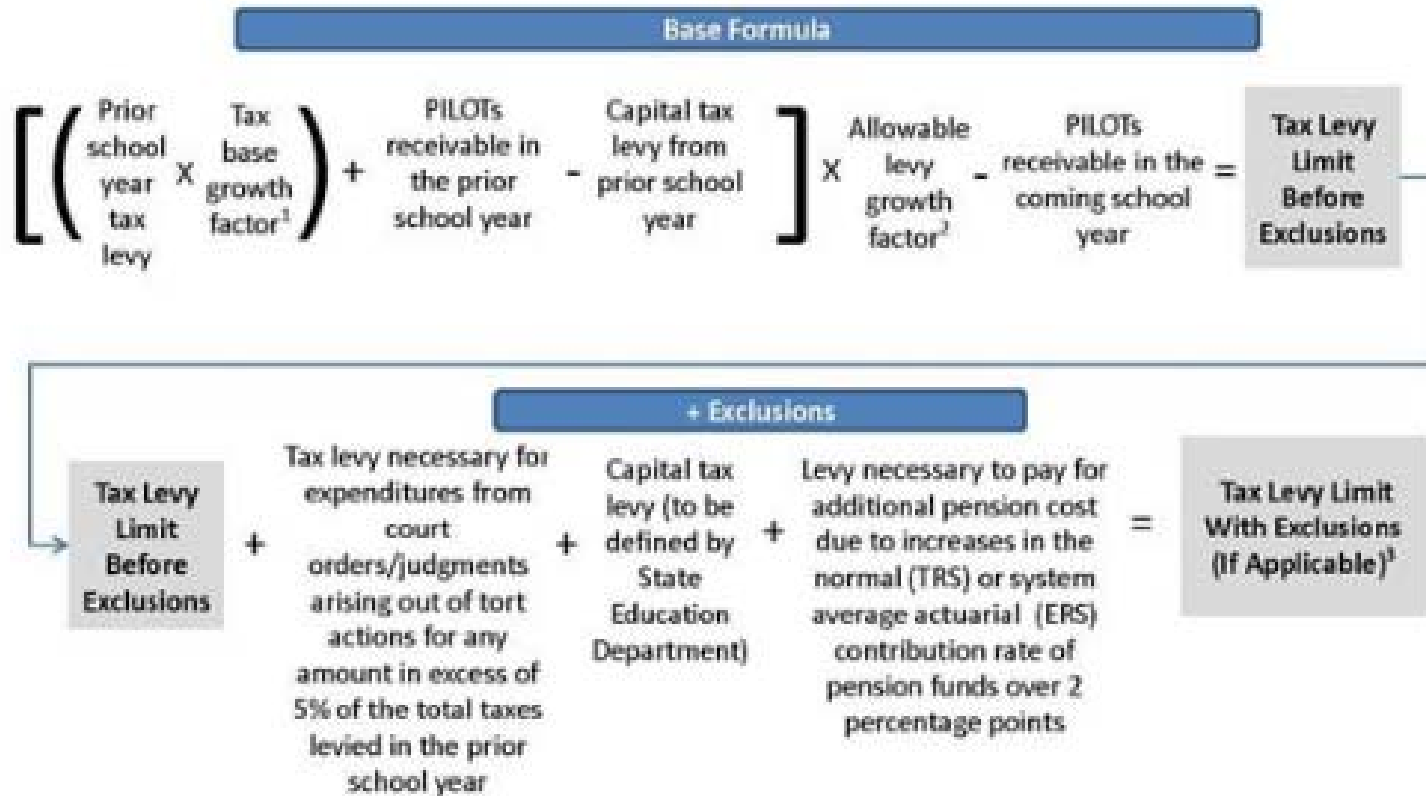 Base Formula
[ ( Prior school year tax levy x Tax base growth factor¹ ) + PILOTs receivable in the prior school year - Capital tax levy from prior school year ] x Allowable levy growth factor² - PILOTs receivable in the coming school year = Tax Levy Limit Before Exclusions
+ Exclusions
Tax Levy Limit Before Exclusions + Tax levy necessary for expenditures from court orders/judgments arising out of tort actions for any amount in excess of 5% of the total taxes levied in the prior school year + Capital tax levy (to be defined by State Education Department) + Levy necessary to pay for additional pension cost due to increases in the normal (TRS) or system average actuarial (ERS) contribution rate of pension funds over 2 percentage points = Tax Levy Limit With Exclusions (If Applicable)³